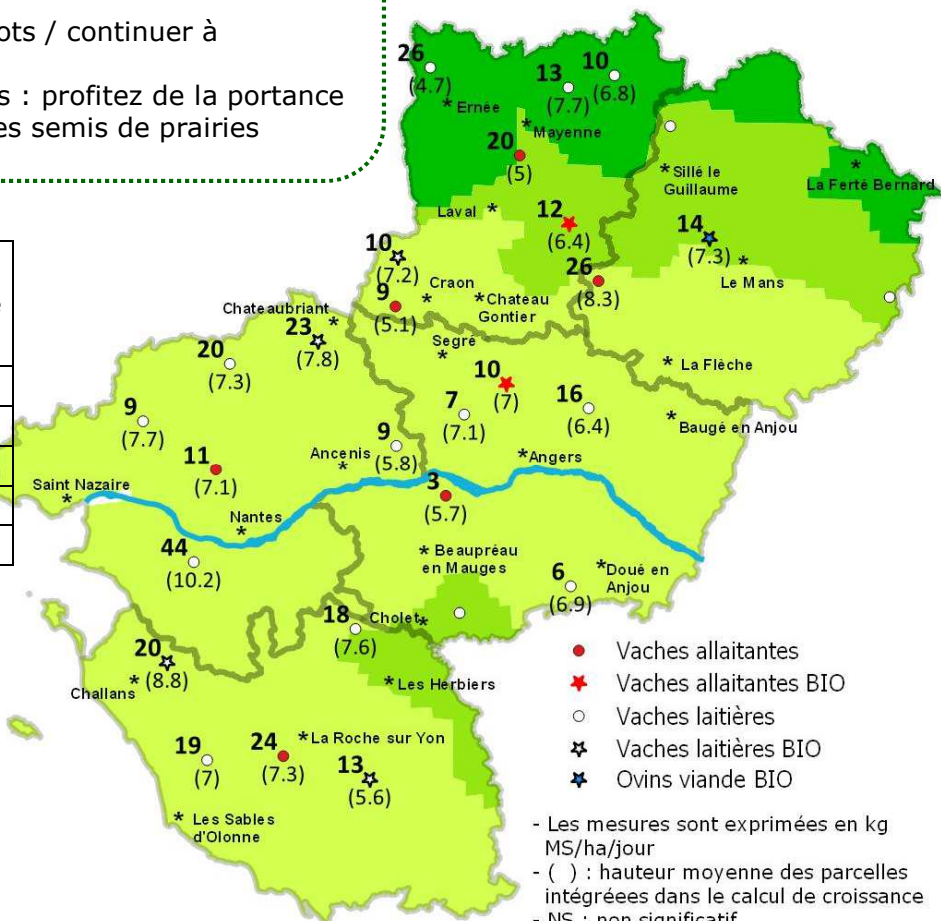 ots / continuer à
s : profitez de la portance
es semis de prairies
26
(4.7)
* Ernée
13
(7.7)
10
(6.8)
* Mayenne
20
(5)
* Sillé le
Guillaume
*
La Ferté Bernard
Laval *
12
(6.4)
14
(7.3)
*
Le Mans
10
(7.2)
26
(8.3)
Craon
*
9
(5.1)
* Chateau
Gontier
Chateaubriant
*
23
(7.8)
Segré
*
* La Flèche
20
(7.3)
10
(7)
7
(7.1)
16
(6.4)
*
Baugé en Anjou
9
(7.7)
9
(5.8)
Ancenis
*
*Angers
11
(7.1)
Saint Nazaire
*
3
(5.7)
Nantes
*
44
(10.2)
* Beaupréau
en Mauges
6
(6.9)
*Doué en
Anjou
18
(7.6)
Cholet*
20
(8.8)
*
Challans
* Les Herbiers
19
(7)
24
(7.3)
*La Roche sur Yon
13
(5.6)
* Les Sables
d'Olonne
Vaches allaitantes
Vaches allaitantes BIO
Vaches laitières
Vaches laitières BIO
Ovins viande BIO
- Les mesures sont exprimées en kg
MS/ha/jour
- ( ) : hauteur moyenne des parcelles
intégréees dans le calcul de croissance
- NS : non significatif